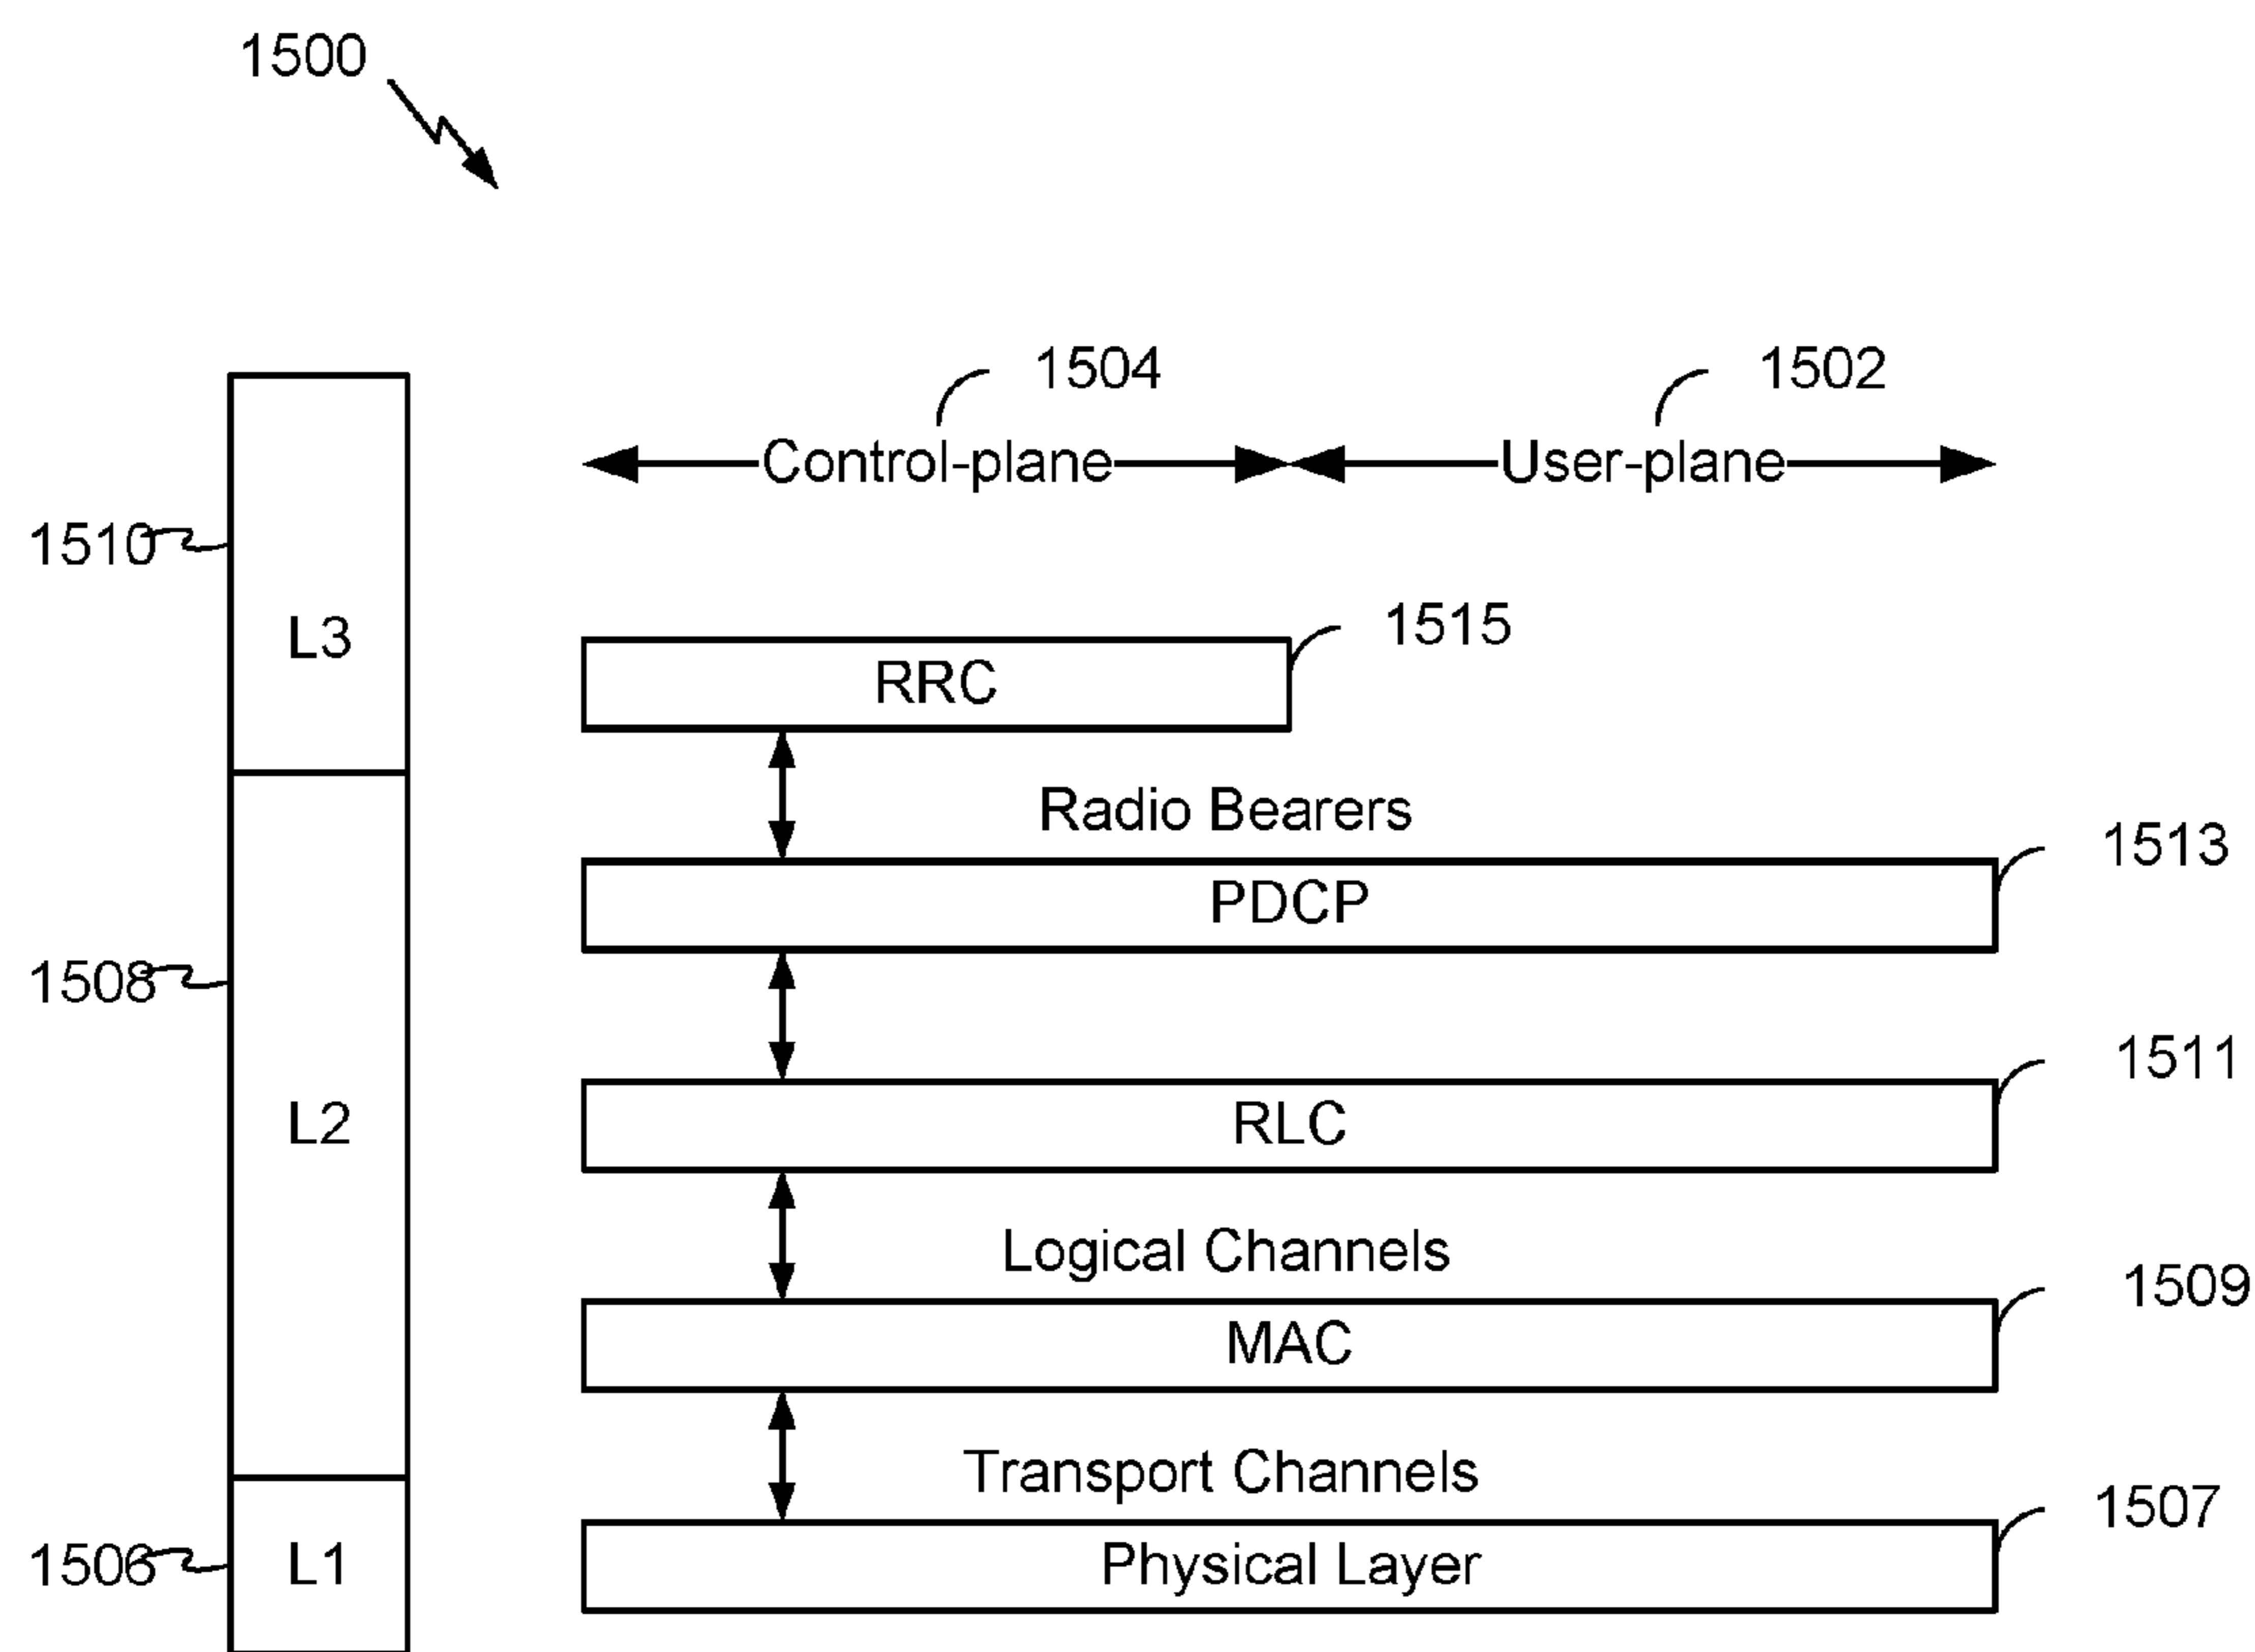 1500
1504
1502
Control-plane
User-plane
1510
L3
RRC
1515
Radio Bearers
PDCP
1513
1508
L2
RLC
1511
Logical Channels
MAC
1509
Transport Channels
1506
L1
Physical Layer
1507